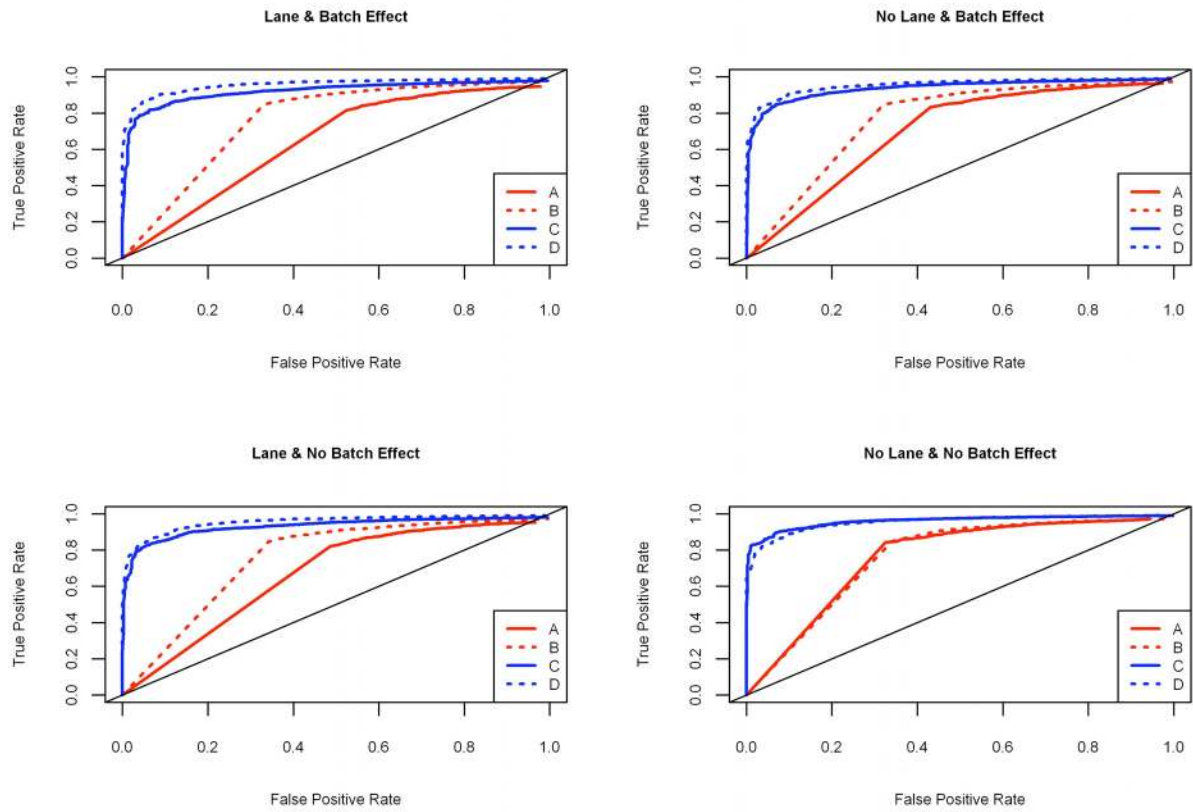 Lane & Batch Effect
True Positive Rate
1.0
0.8
0.6
0.4
0.2
0.0
A
B
C
D
0.0 0.2 0.4 0.6 0.8 1.0
False Positive Rate
No Lane & Batch Effect
True Positive Rate
1.0
0.8
0.6
0.4
0.2
0.0
A
B
C
D
0.0 0.2 0.4 0.6 0.8 1.0
False Positive Rate
Lane & No Batch Effect
True Positive Rate
1.0
0.8
0.6
0.4
0.2
0.0
A
B
C
D
0.0 0.2 0.4 0.6 0.8 1.0
False Positive Rate
No Lane & No Batch Effect
True Positive Rate
1.0
0.8
0.6
0.4
0.2
0.0
A
B
C
D
0.0 0.2 0.4 0.6 0.8 1.0
False Positive Rate